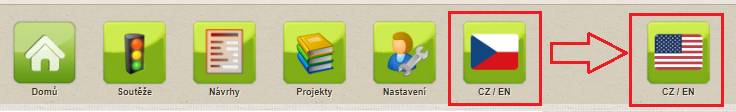 Domů Soutěže Návrhy Projekty Nastavení CZ / EN CZ / EN